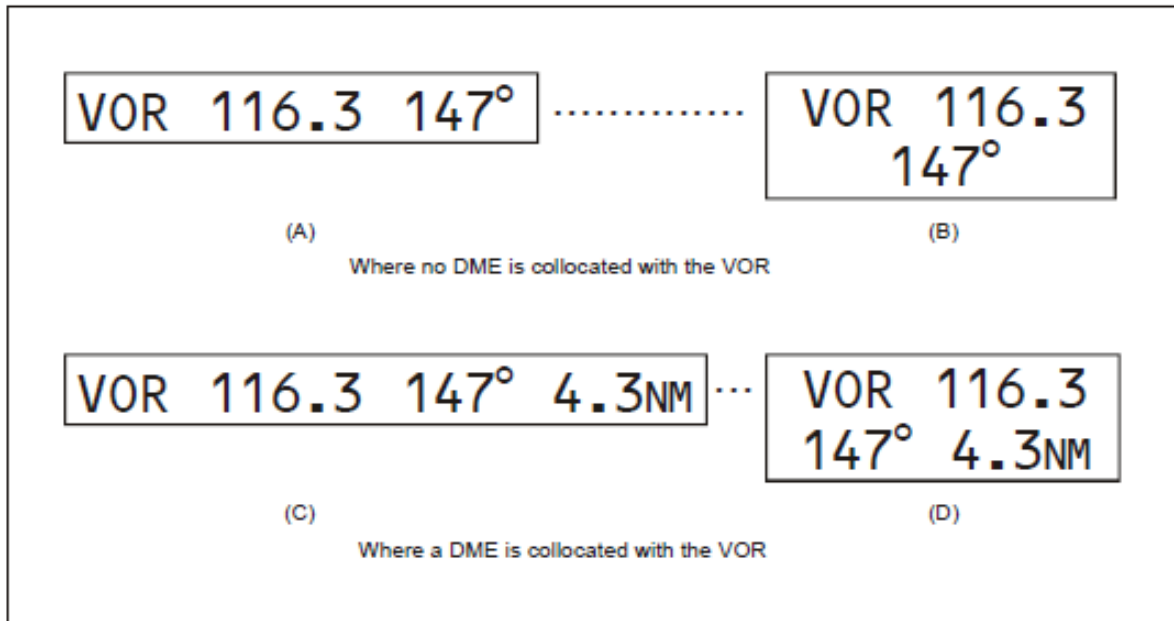 VOR 116.3 147° ..............
VOR 116.3
147°
(A)
(B)
Where no DME is collocated with the VOR
VOR 116.3 147° 4.3NM ...
VOR 116.3
147° 4.3NM
(C)
(D)
Where a DME is collocated with the VOR